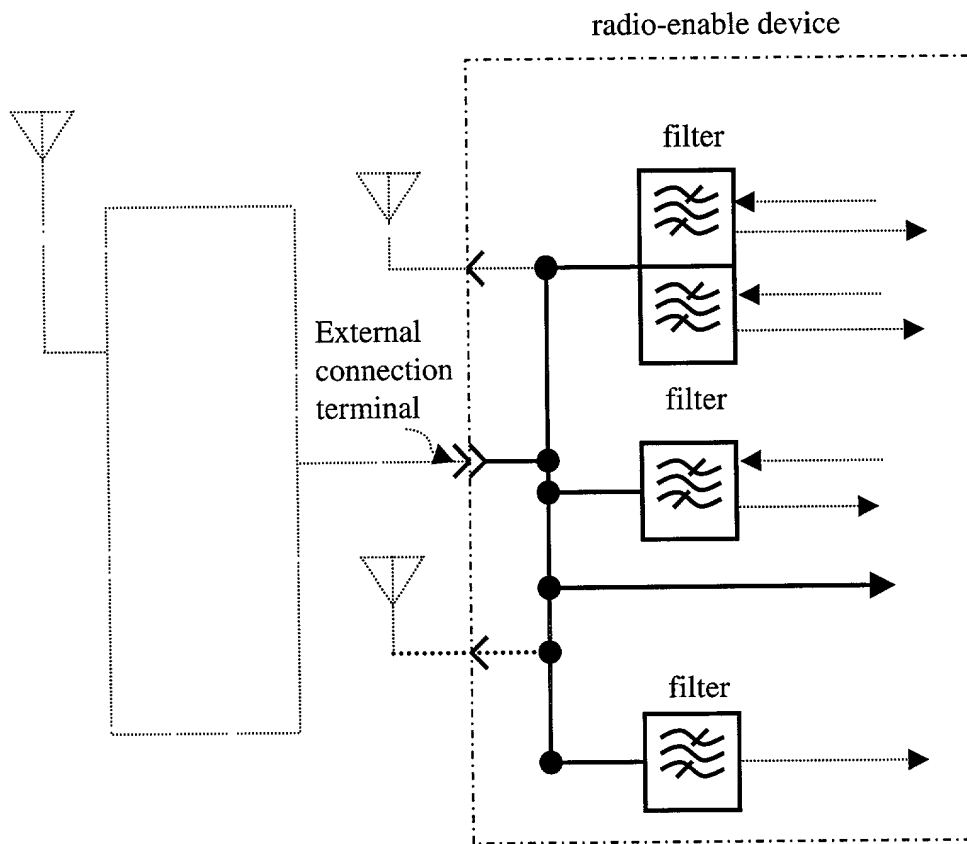 radio-enable device
filter
External
connection
terminal
filter
filter